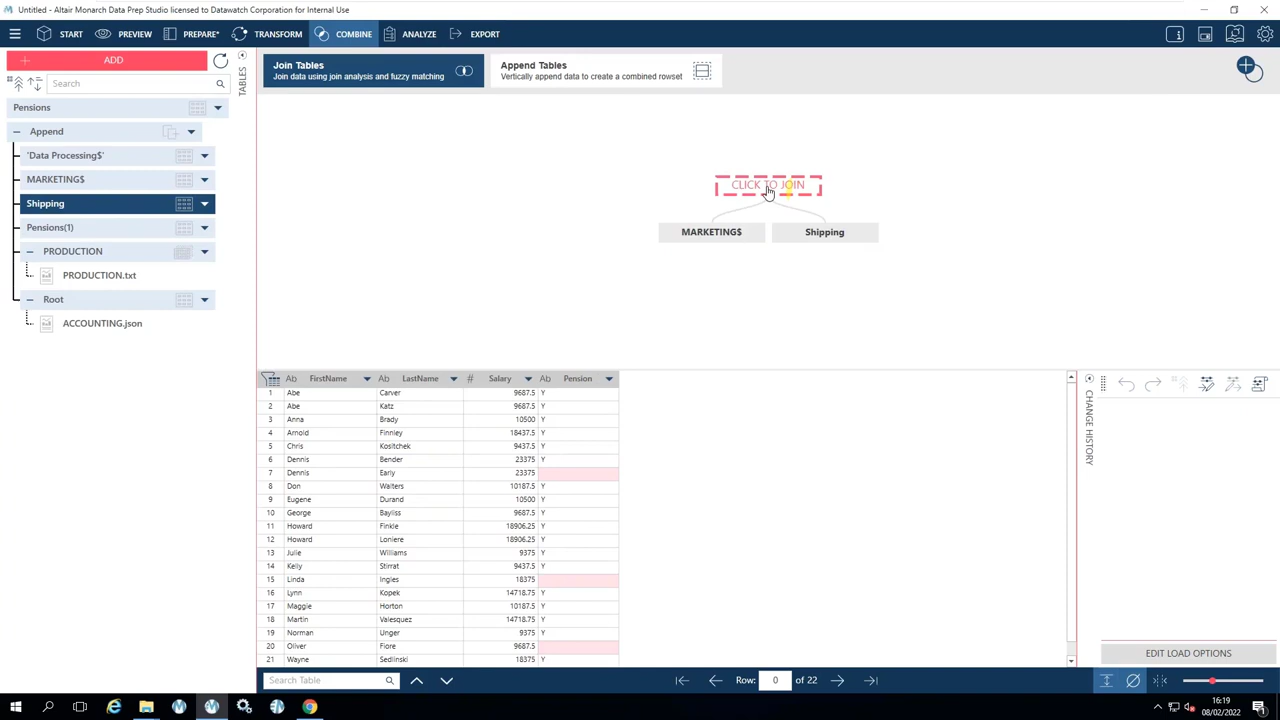 Untitled - Altair Monarch Data Prep Studio licensed to Datawatch Corporation for Internal Use
START PREVIEW PREPARE* TRANSFORM COMBINE ANALYZE EXPORT
ADD
Search
TABLES
Join Tables
Join data using join analysis and fuzzy matching
Append Tables
Vertically append data to create a combined rowset
Pensions
Append
'Data Processing$'
MARKETING$
Shipping
Pensions(1)
PRODUCTION
PRODUCTION.txt
Root
ACCOUNTING.json
CLICK TO JOIN
MARKETING$ Shipping
Ab FirstName Ab LastName # Salary Ab Pension
1 Abe Carver 9687.5 Y
2 Abe Katz 9687.5 Y
3 Anna Brady 10500 Y
4 Arnold Finnley 18437.5 Y
5 Chris Kositchek 9437.5 Y
6 Dennis Bender 23375 Y
7 Dennis Early 23375
8 Don Walters 10187.5 Y
9 Eugene Durand 10500 Y
10 George Bayliss 9687.5 Y
11 Howard Finkle 18906.25 Y
12 Howard Loniere 18906.25 Y
13 Julie Williams 9375 Y
14 Kelly Stirrat 9437.5 Y
15 Linda Ingles 18375
16 Lynn Kopek 14718.75 Y
17 Maggie Horton 10187.5 Y
18 Martin Valesquez 14718.75 Y
19 Norman Unger 9375 Y
20 Oliver Fiore 9687.5
21 Wayne Sedlinski 18375 Y
CHANGE HISTORY
EDIT LOAD OPTIONS
Search Table
Row: 0 of 22
16:19
08/02/2022